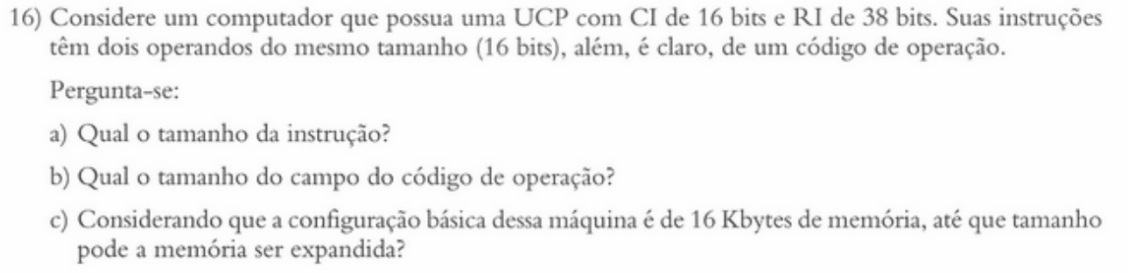 16) Considere um computador que possua uma UCP com CI de 16 bits e RI de 38 bits. Suas instruções
têm dois operandos do mesmo tamanho (16 bits), além, é claro, de um código de operação.
Pergunta-se:
a) Qual o tamanho da instrução?
b) Qual o tamanho do campo do código de operação?
c) Considerando que a configuração básica dessa máquina é de 16 Kbytes de memória, até que tamanho
pode a memória ser expandida?